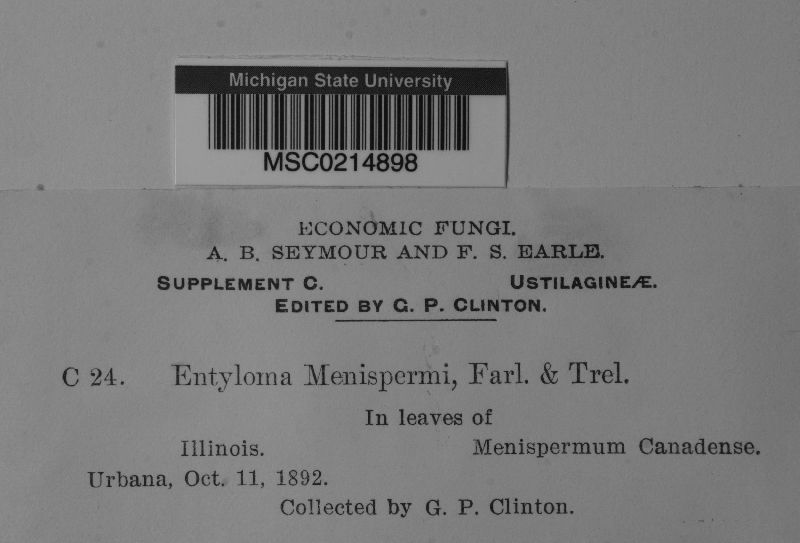 Michigan State University
MSC0214898
ECONOMIC FUNGI.
A. B. SEYMOUR AND F. S. EARLE.
SUPPLEMENT C. USTILAGINEÆ.
EDITED BY G. P. CLINTON.
C 24. Entyloma Menispermi, Farl. & Trel.
In leaves of
Illinois. Menispermum Canadense.
Urbana, Oct. 11, 1892.
Collected by G. P. Clinton.